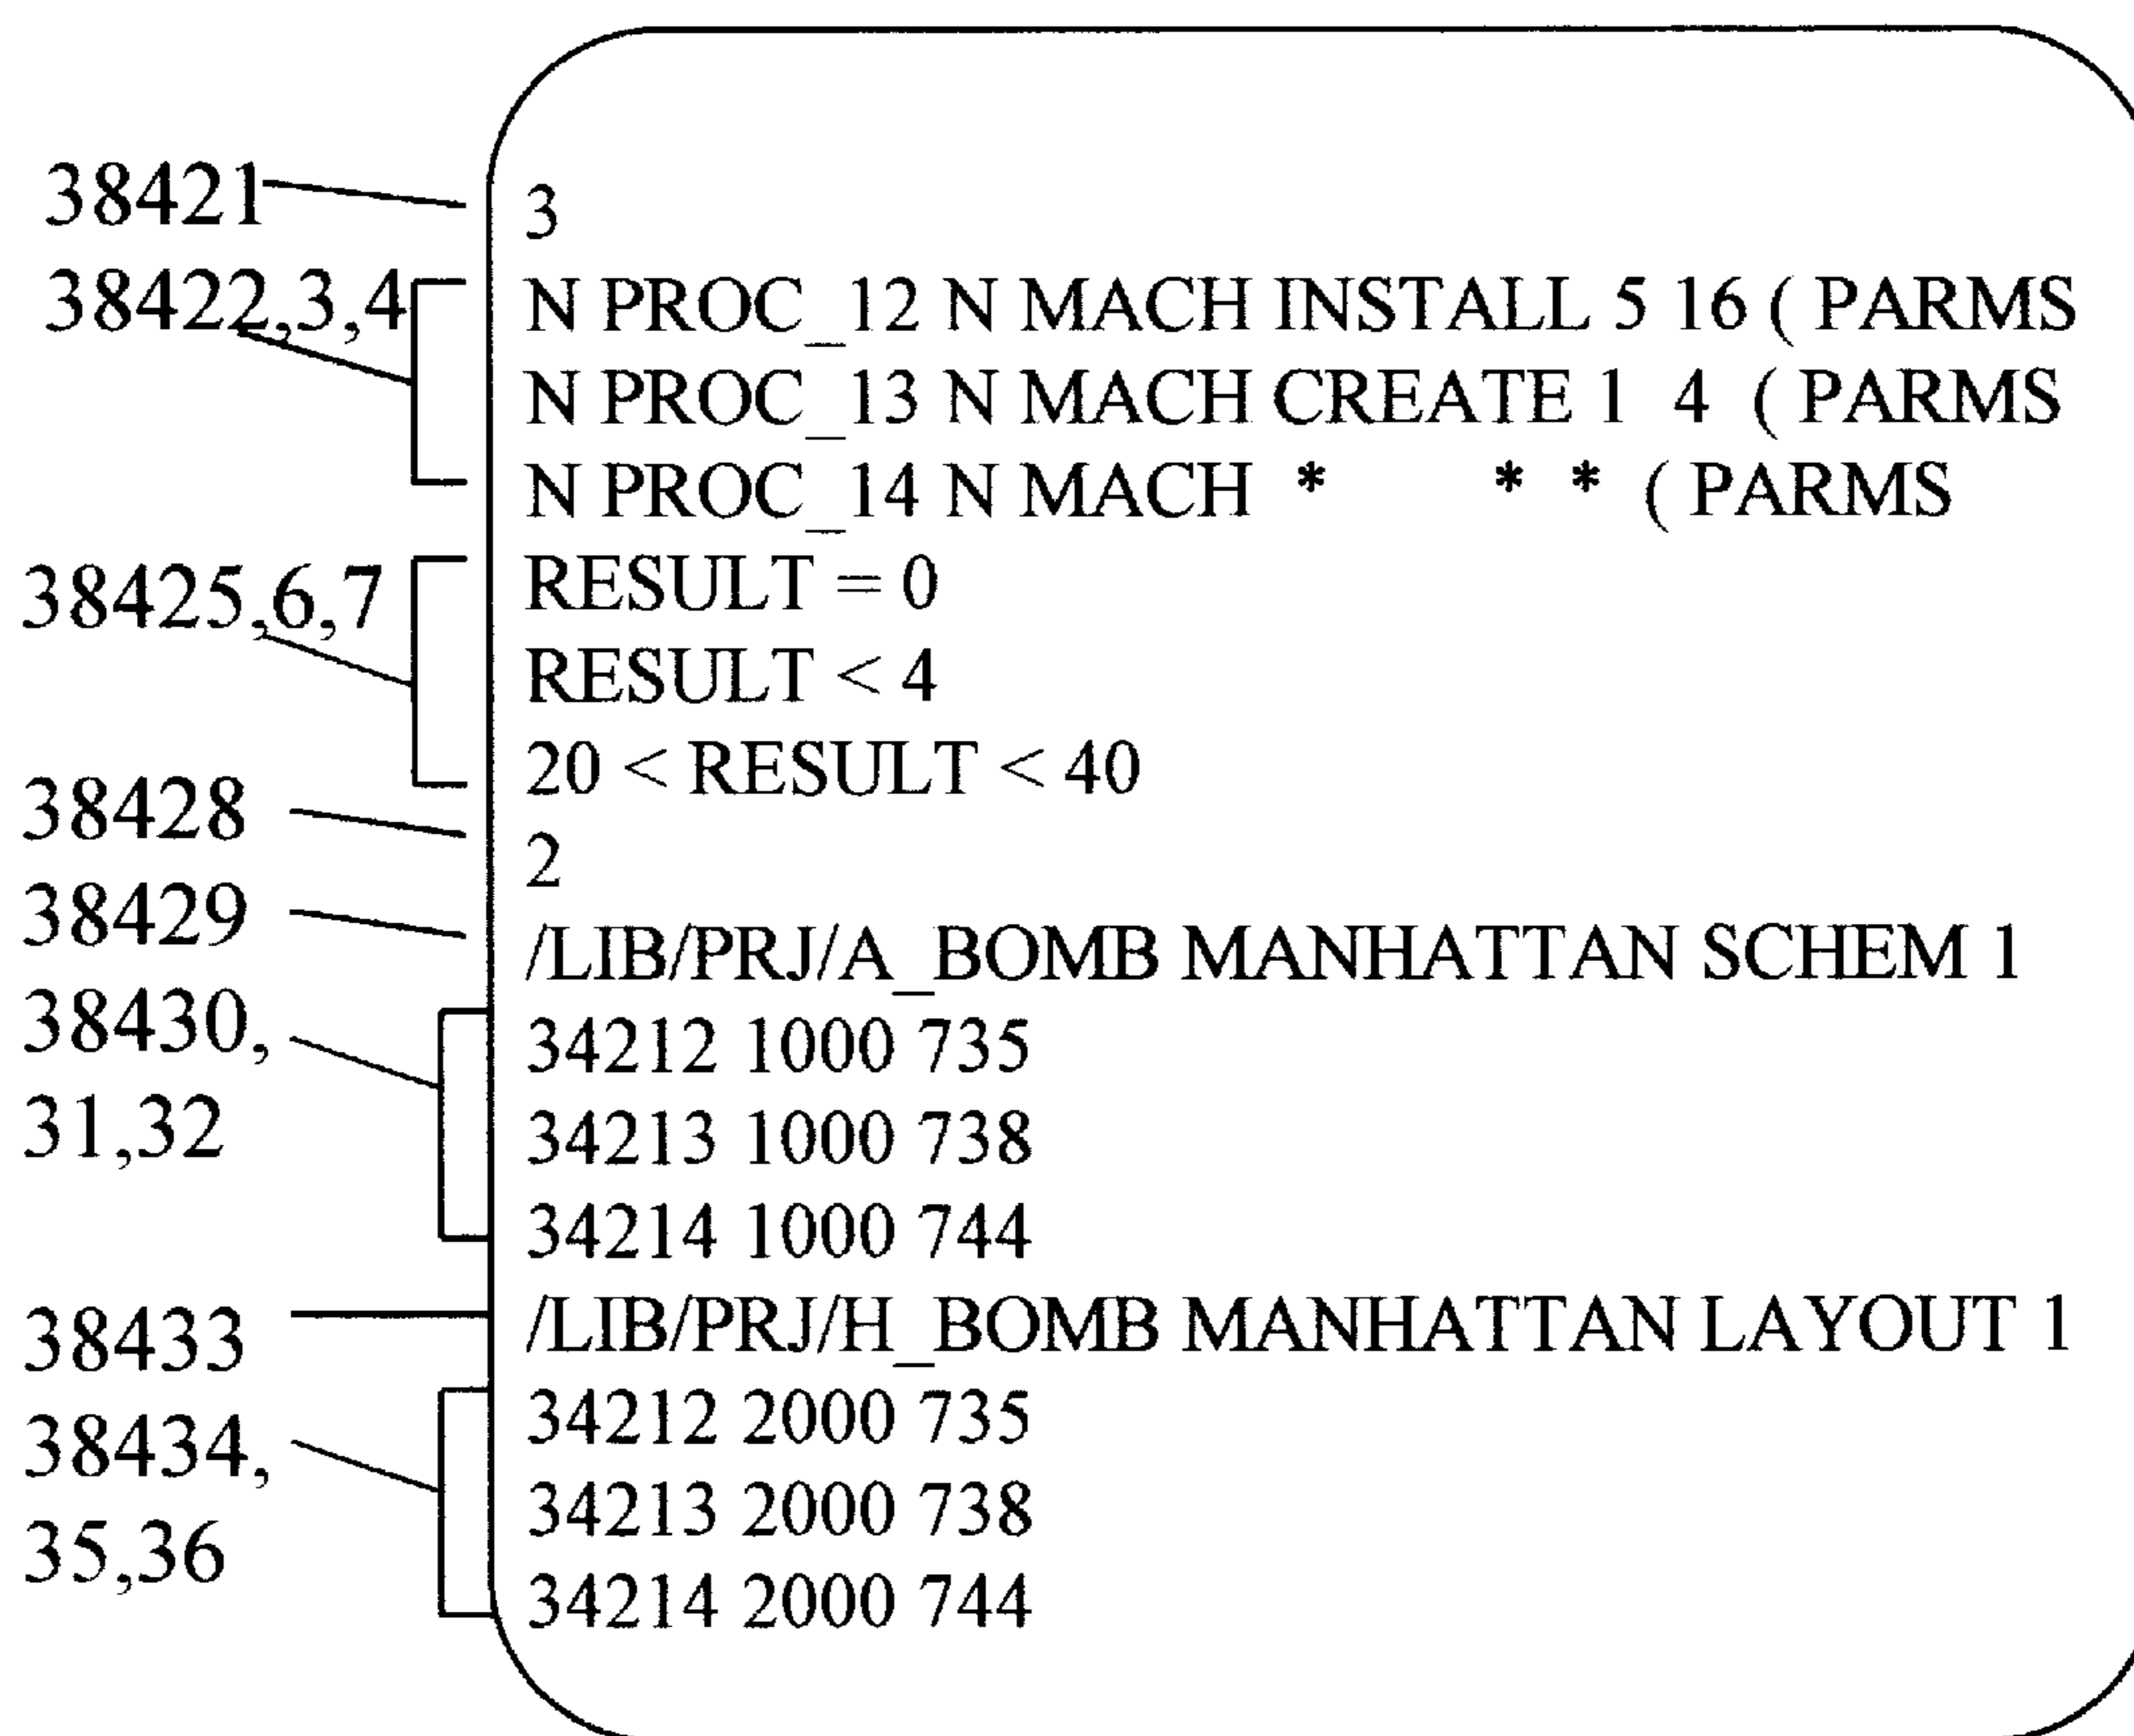 38421
3
38422,3,4
N PROC_12 N MACH INSTALL 5 16 ( PARMS
N PROC_13 N MACH CREATE 1 4 ( PARMS
N PROC_14 N MACH * * * ( PARMS
38425,6,7
RESULT = 0
RESULT < 4
20 < RESULT < 40
38428
2
38429
/LIB/PRJ/A_BOMB MANHATTAN SCHEM 1
38430,
31,32
34212 1000 735
34213 1000 738
34214 1000 744
38433
/LIB/PRJ/H_BOMB MANHATTAN LAYOUT 1
38434,
35,36
34212 2000 735
34213 2000 738
34214 2000 744